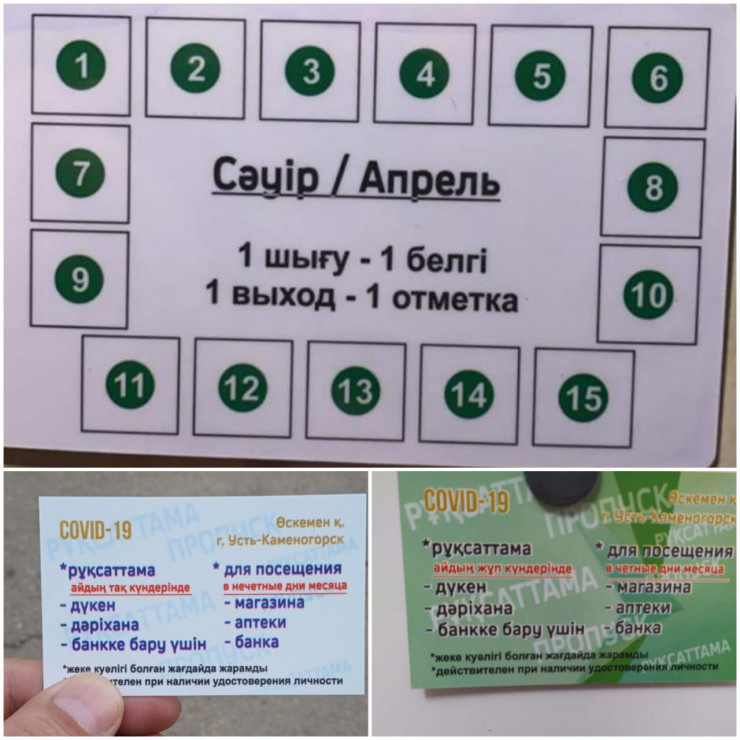 1 2 3 4 5 6
7 Сәуір / Апрель 8
1 шығу - 1 белгі
9 1 выход - 1 отметка 10
11 12 13 14 15
COVID-19
Өскемен қ.
г. Усть-Каменогорск
РҰҚСАТТАМА
ПРОПУСК
*рұқсаттама
айдың тақ күндерінде
- дүкен
- дәріхана
- банкке бару үшін
* для посещения
в нечетные дни месяца
- магазина
- аптеки
- банка
*жеке куәлігі болған жағдайда жарамды
при наличии удостоверения личности
COVID-19
Өскемен қ
г. Усть-Каменогорск
РҰҚСАТТАМА
ПРОПУСК
*рұқсаттама
айдың жұп күндерінде
- дүкен
- дәріхана
- банкке бару үшін
* для посещения
в четные дни месяца
- магазина
- аптеки
- банка
*жеке куәлігі болған жағдайда жарамды
*действителен при наличии удостоверения личности